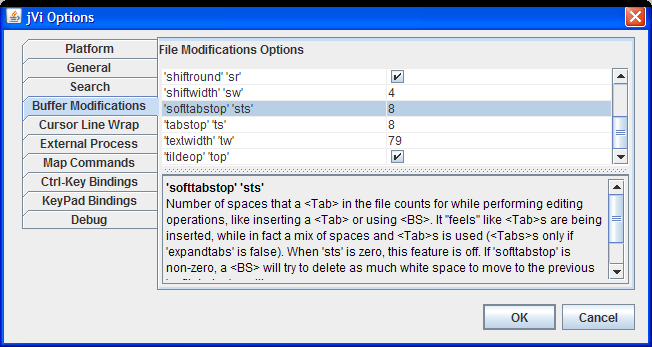 jVi Options
Platform
General
Search
Buffer Modifications
Cursor Line Wrap
External Process
Map Commands
Ctrl-Key Bindings
KeyPad Bindings
Debug
File Modifications Options
'shiftround' 'sr'
'shiftwidth' 'sw' 4
'softtabstop' 'sts' 8
'tabstop' 'ts' 8
'textwidth' 'tw' 79
'tildeop' 'top'
'softtabstop' 'sts'
Number of spaces that a <Tab> in the file counts for while performing editing
operations, like inserting a <Tab> or using <BS>. It "feels" like <Tab>s are being
inserted, while in fact a mix of spaces and <Tab>s is used (<Tabs>s only if
'expandtabs' is false). When 'sts' is zero, this feature is off. If 'softtabstop' is
non-zero, a <BS> will try to delete as much white space to move to the previous
OK Cancel